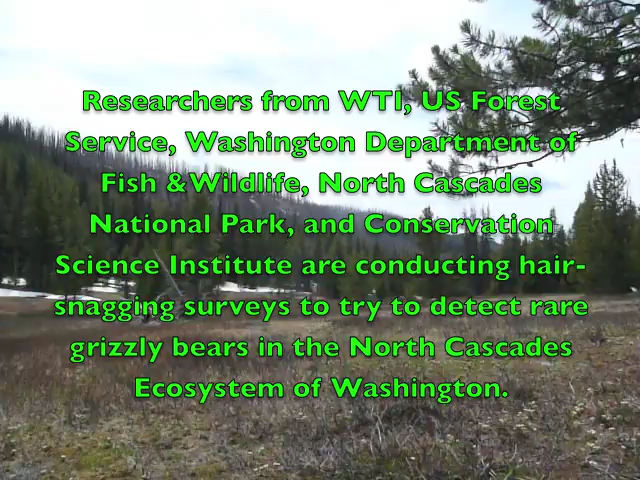 Researchers from WTI, US Forest
Service, Washington Department of
Fish &Wildlife, North Cascades
National Park, and Conservation
Science Institute are conducting hair-
snagging surveys to try to detect rare
grizzly bears in the North Cascades
Ecosystem of Washington.